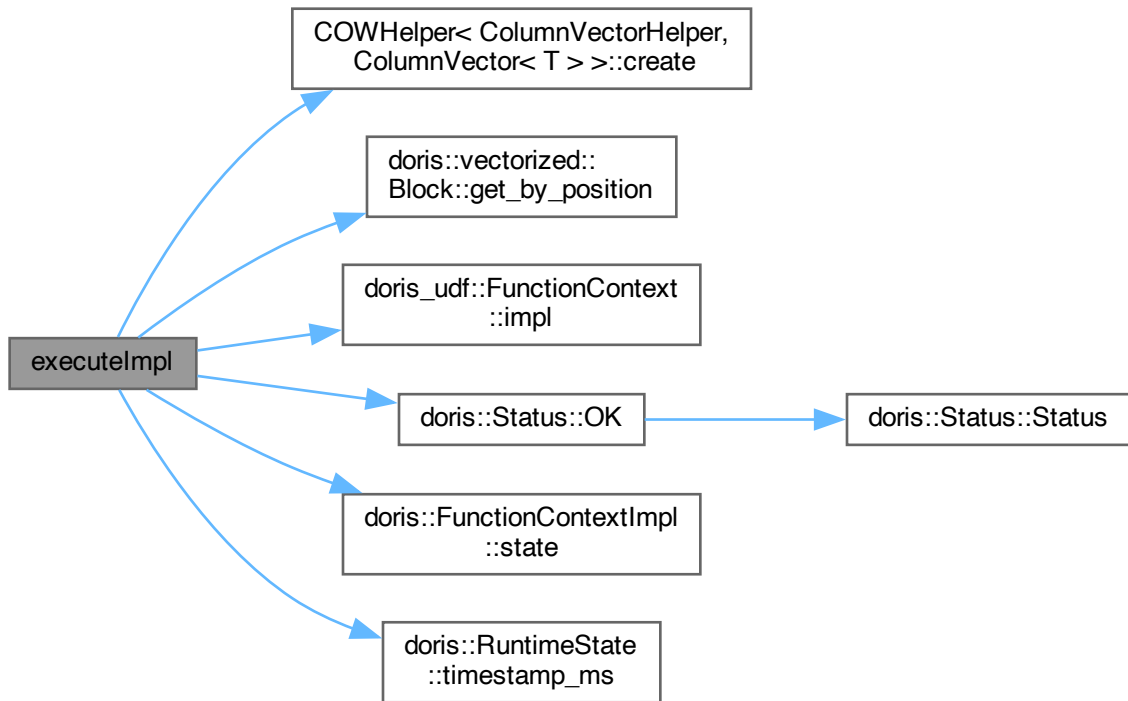 COWHelper< ColumnVectorHelper,
ColumnVector< T > >::create
doris::vectorized::
Block::get_by_position
doris_udf::FunctionContext
::impl
executeImpl
doris::Status::OK
doris::Status::Status
doris::FunctionContextImpl
::state
doris::RuntimeState
::timestamp_ms